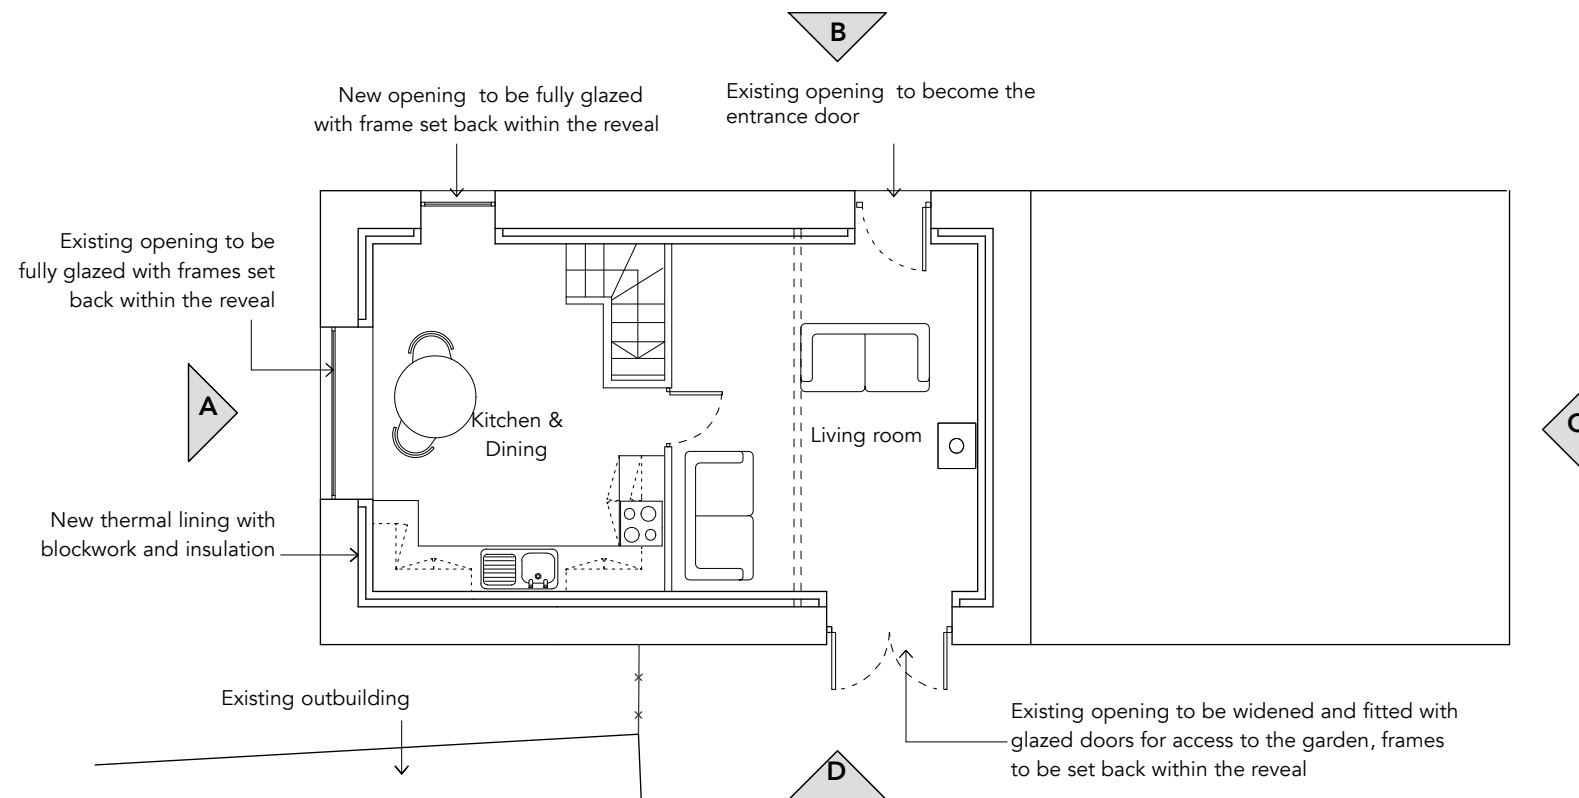 B
New opening to be fully glazed
with frame set back within the reveal
Existing opening to become the
entrance door
Existing opening to be
fully glazed with frames set
back within the reveal
A
Kitchen &
Dining
Living room
C
New thermal lining with
blockwork and insulation
Existing outbuilding
Existing opening to be widened and fitted with
glazed doors for access to the garden, frames
to be set back within the reveal
D